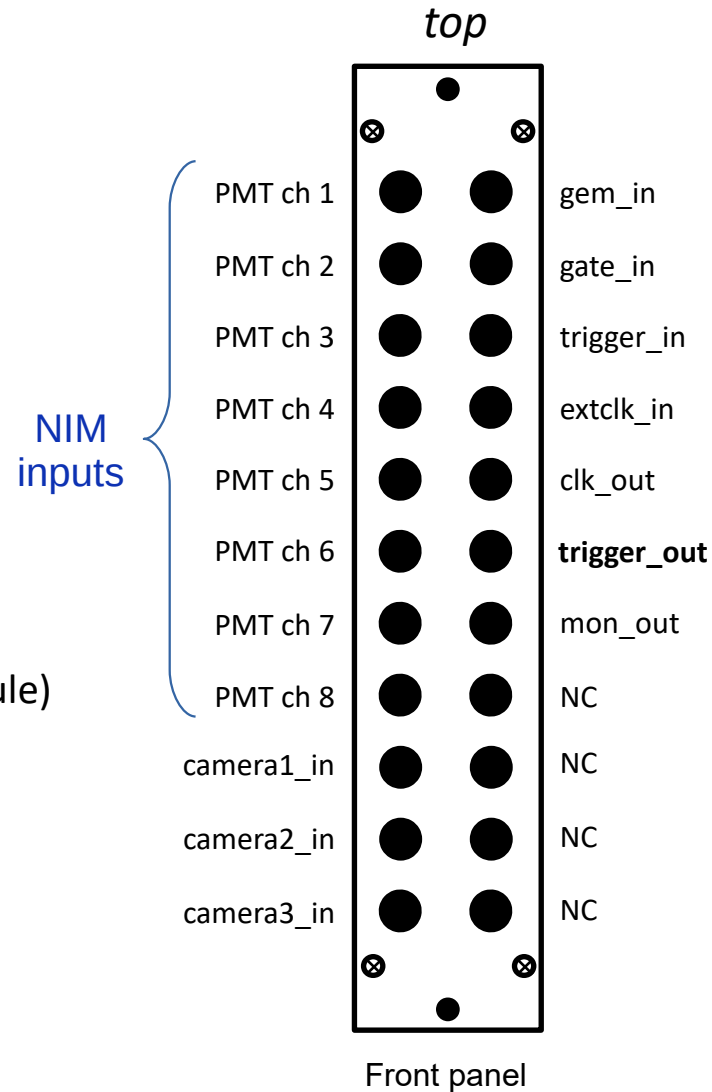 top
PMT ch 1 gem_in
PMT ch 2 gate_in
PMT ch 3 trigger_in
PMT ch 4 extclk_in
NIM
inputs
PMT ch 5 clk_out
PMT ch 6 trigger_out
PMT ch 7 mon_out
ule)
PMT ch 8 NC
camera1_in NC
camera2_in NC
camera3_in NC
Front panel